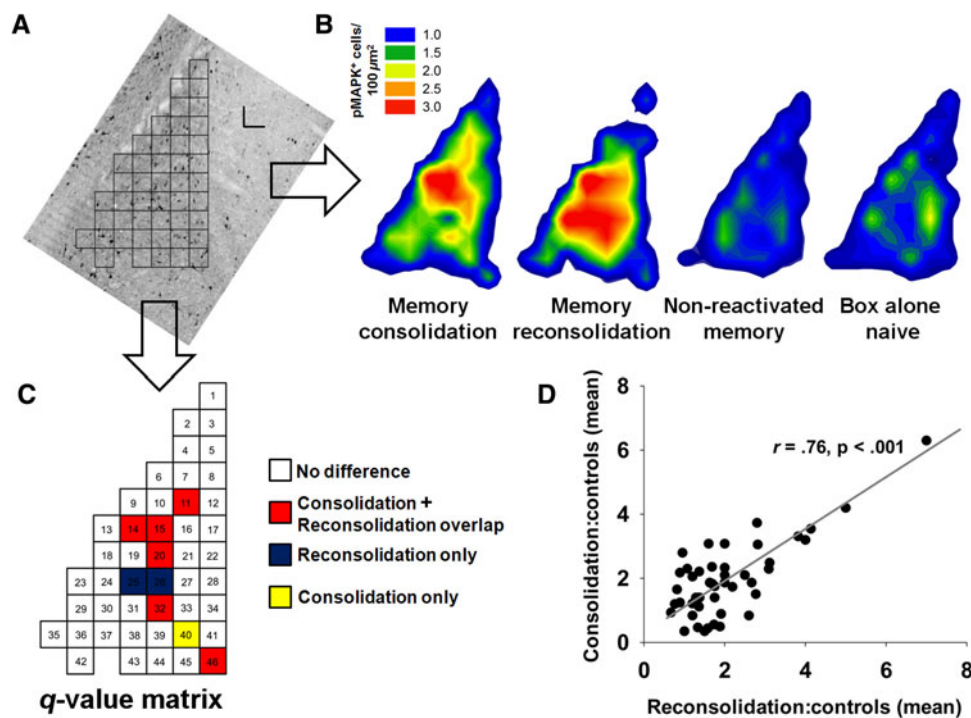 A
B
pMAPK⁺ cells/
100 µm²
1.0
1.5
2.0
2.5
3.0
Memory
consolidation
Memory
reconsolidation
Non-reactivated
memory
Box alone
naive
C
1
2 3
4 5
6 7 8
9 10 11 12
13 14 15 16 17
18 19 20 21 22
23 24 25 26 27 28
29 30 31 32 33 34
35 36 37 38 39 40 41
42 43 44 45 46
q-value matrix
No difference
Consolidation +
Reconsolidation overlap
Reconsolidation only
Consolidation only
D
Consolidation:controls (mean)
8
6
4
2
0
r = .76, p < .001
0 2 4 6 8
Reconsolidation:controls (mean)